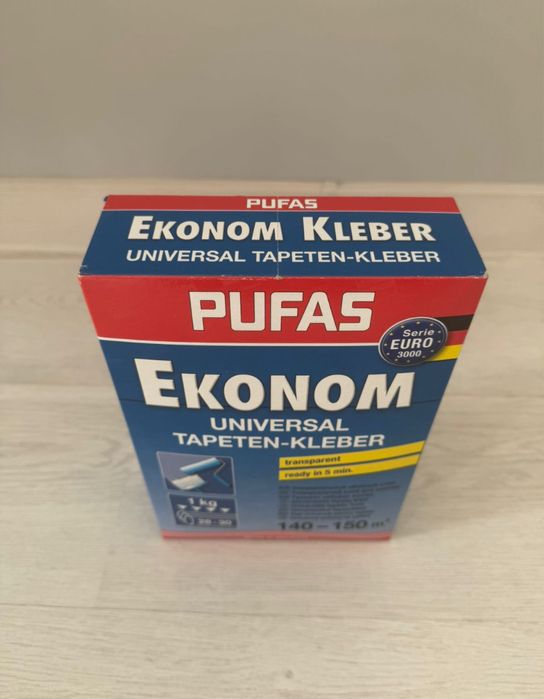 PUFAS
EKONOM KLEBER
UNIVERSAL TAPETEN-KLEBER
PUFAS
Serie
EURO
3000
EKONOM
UNIVERSAL
TAPETEN-KLEBER
transparent
ready in 5 min.
1 kg
140 – 150 m²